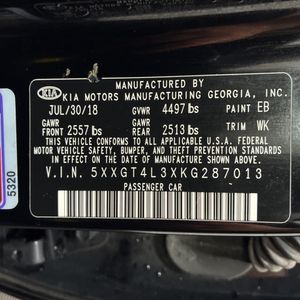 MANUFACTURED BY
KIA KIA MOTORS MANUFACTURING GEORGIA, INC.
JUL/30/18 GVWR 4497 lbs PAINT EB
GAWR GAWR
FRONT 2557 lbs REAR 2513 lbs TRIM WK
THIS VEHICLE CONFORMS TO ALL APPLICABLE FEDERAL
MOTOR VEHICLE SAFETY, BUMPER, AND THEFT PREVENTION
STANDARDS IN EFFECT ON THE DATE OF MANUFACTURE
SHOWN ABOVE.
V.I.N. 5XXGT4L3XKG287013
PASSENGER CAR
5320